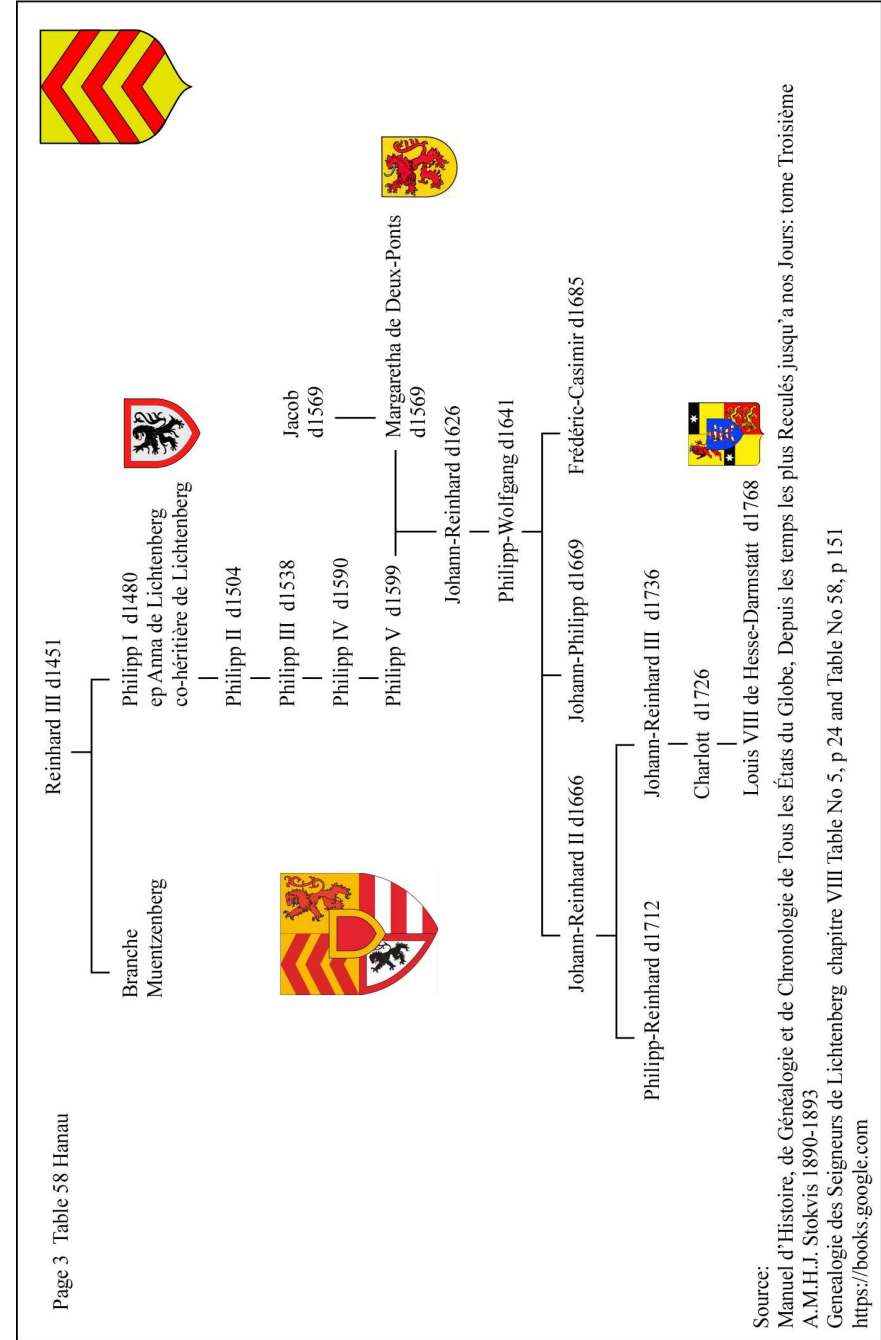 Page 3 Table 58 Hanau
Reinhard III d1451
Branche
Muentzenberg
Philipp I d1480
ep Anna de Lichtenberg
co-héritière de Lichtenberg
Philipp II d1504
Philipp III d1538
Jacob
d1569
Philipp IV d1590
Philipp V d1599
Margaretha de Deux-Ponts
d1569
Johann-Reinhard d1626
Philipp-Wolfgang d1641
Johann-Reinhard II d1666
Johann-Philipp d1669
Fréderic-Casimir d1685
Philipp-Reinhard d1712
Johann-Reinhard III d1736
Charlott d1726
Louis VIII de Hesse-Darmstatt d1768
Source:
Manuel d'Histoire, de Généalogie et de Chronologie de Tous les États du Globe, Depuis les temps les plus Reculés jusqu'a nos Jours: tome Troisième
A.M.H.J. Stokvis 1890-1893
Genealogie des Seigneurs de Lichtenberg chapitre VIII Table No 5, p 24 and Table No 58, p 151
https://books.google.com